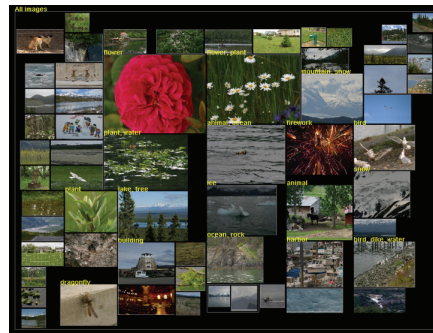 All images
flower
flower, plant
mountain, snow
plant, water
animal, ocean
firework
bird
snow
plant
lake, tree
ice
animal
building
ocean, rock
harbor
bird, dike, water
dragonfly